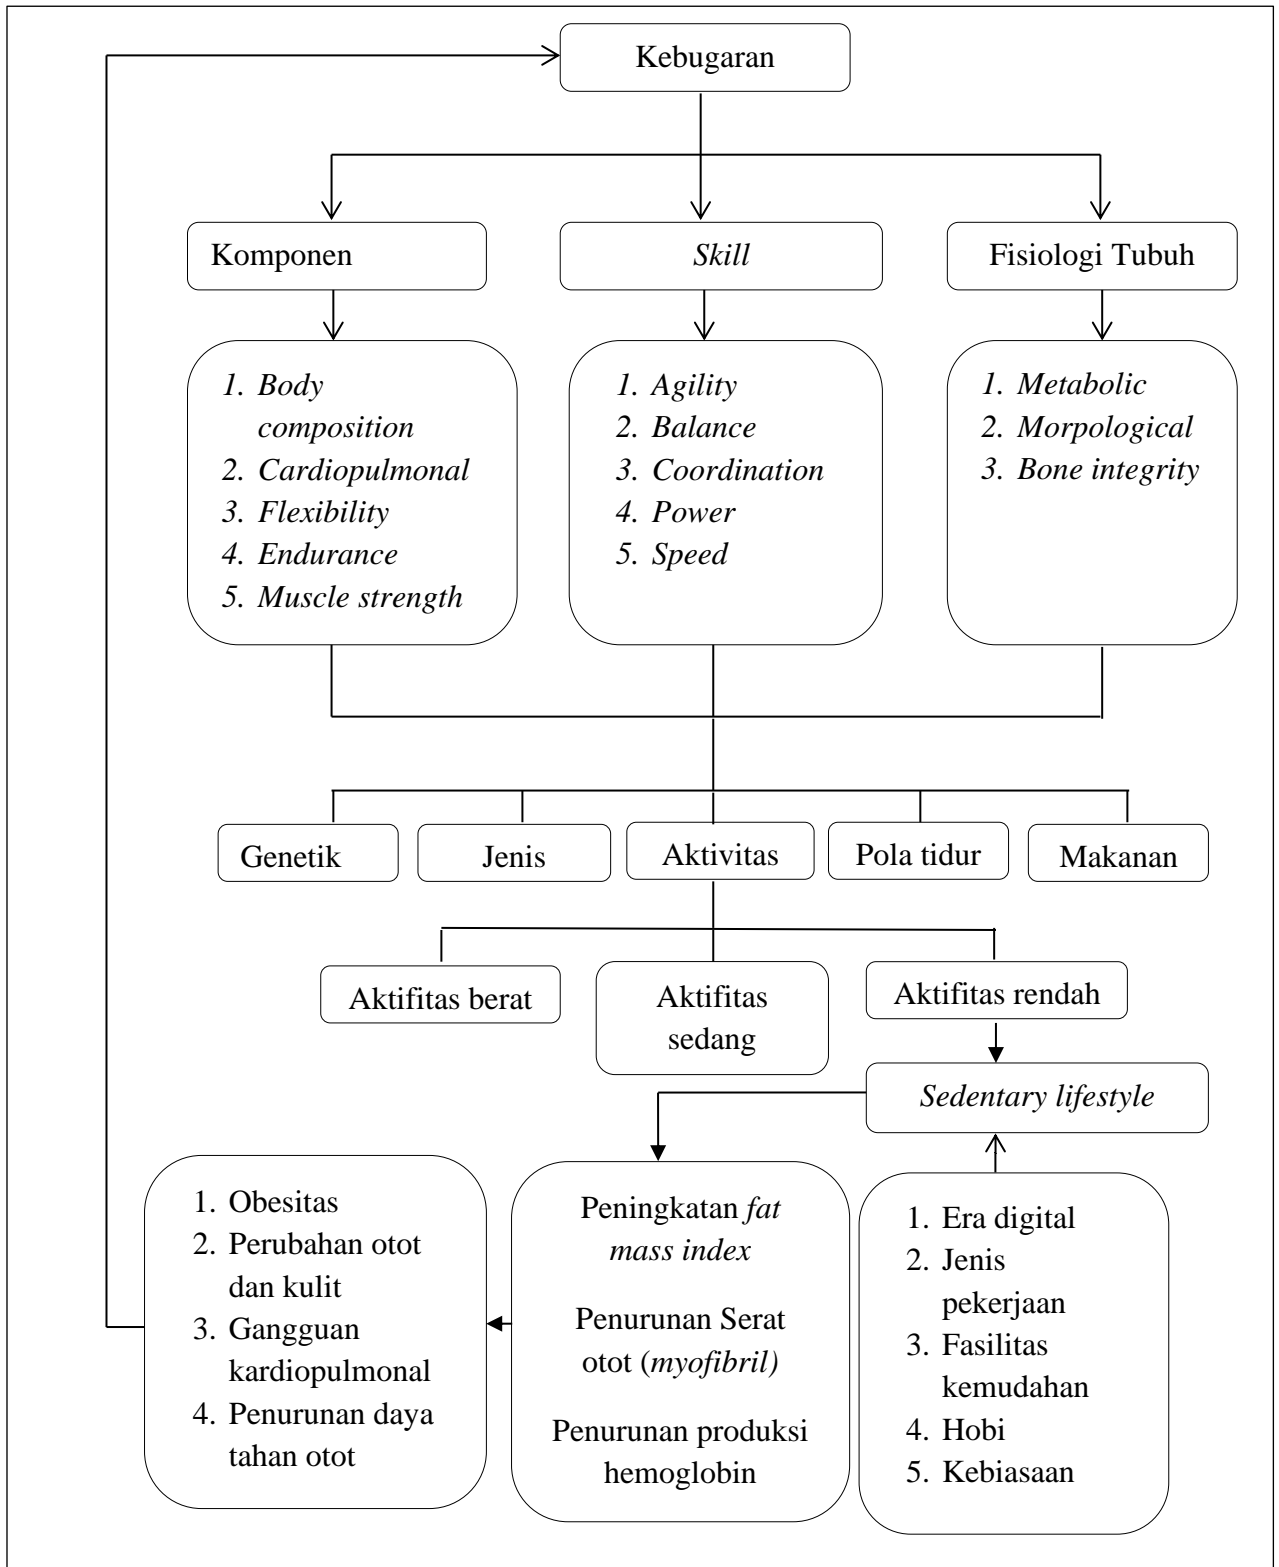 Kebugaran
Komponen
Skill
Fisiologi Tubuh
1. Body
composition
2. Cardiopulmonal
3. Flexibility
4. Endurance
5. Muscle strength
1. Agility
2. Balance
3. Coordination
4. Power
5. Speed
1. Metabolic
2. Morpological
3. Bone integrity
Genetik
Jenis
Aktivitas
Pola tidur
Makanan
Aktifitas berat
Aktifitas
sedang
Aktifitas rendah
Sedentary lifestyle
1. Obesitas
2. Perubahan otot
dan kulit
3. Gangguan
kardiopulmonal
4. Penurunan daya
tahan otot
Peningkatan fat
mass index
Penurunan Serat
otot (myofibril)
Penurunan produksi
hemoglobin
1. Era digital
2. Jenis
pekerjaan
3. Fasilitas
kemudahan
4. Hobi
5. Kebiasaan